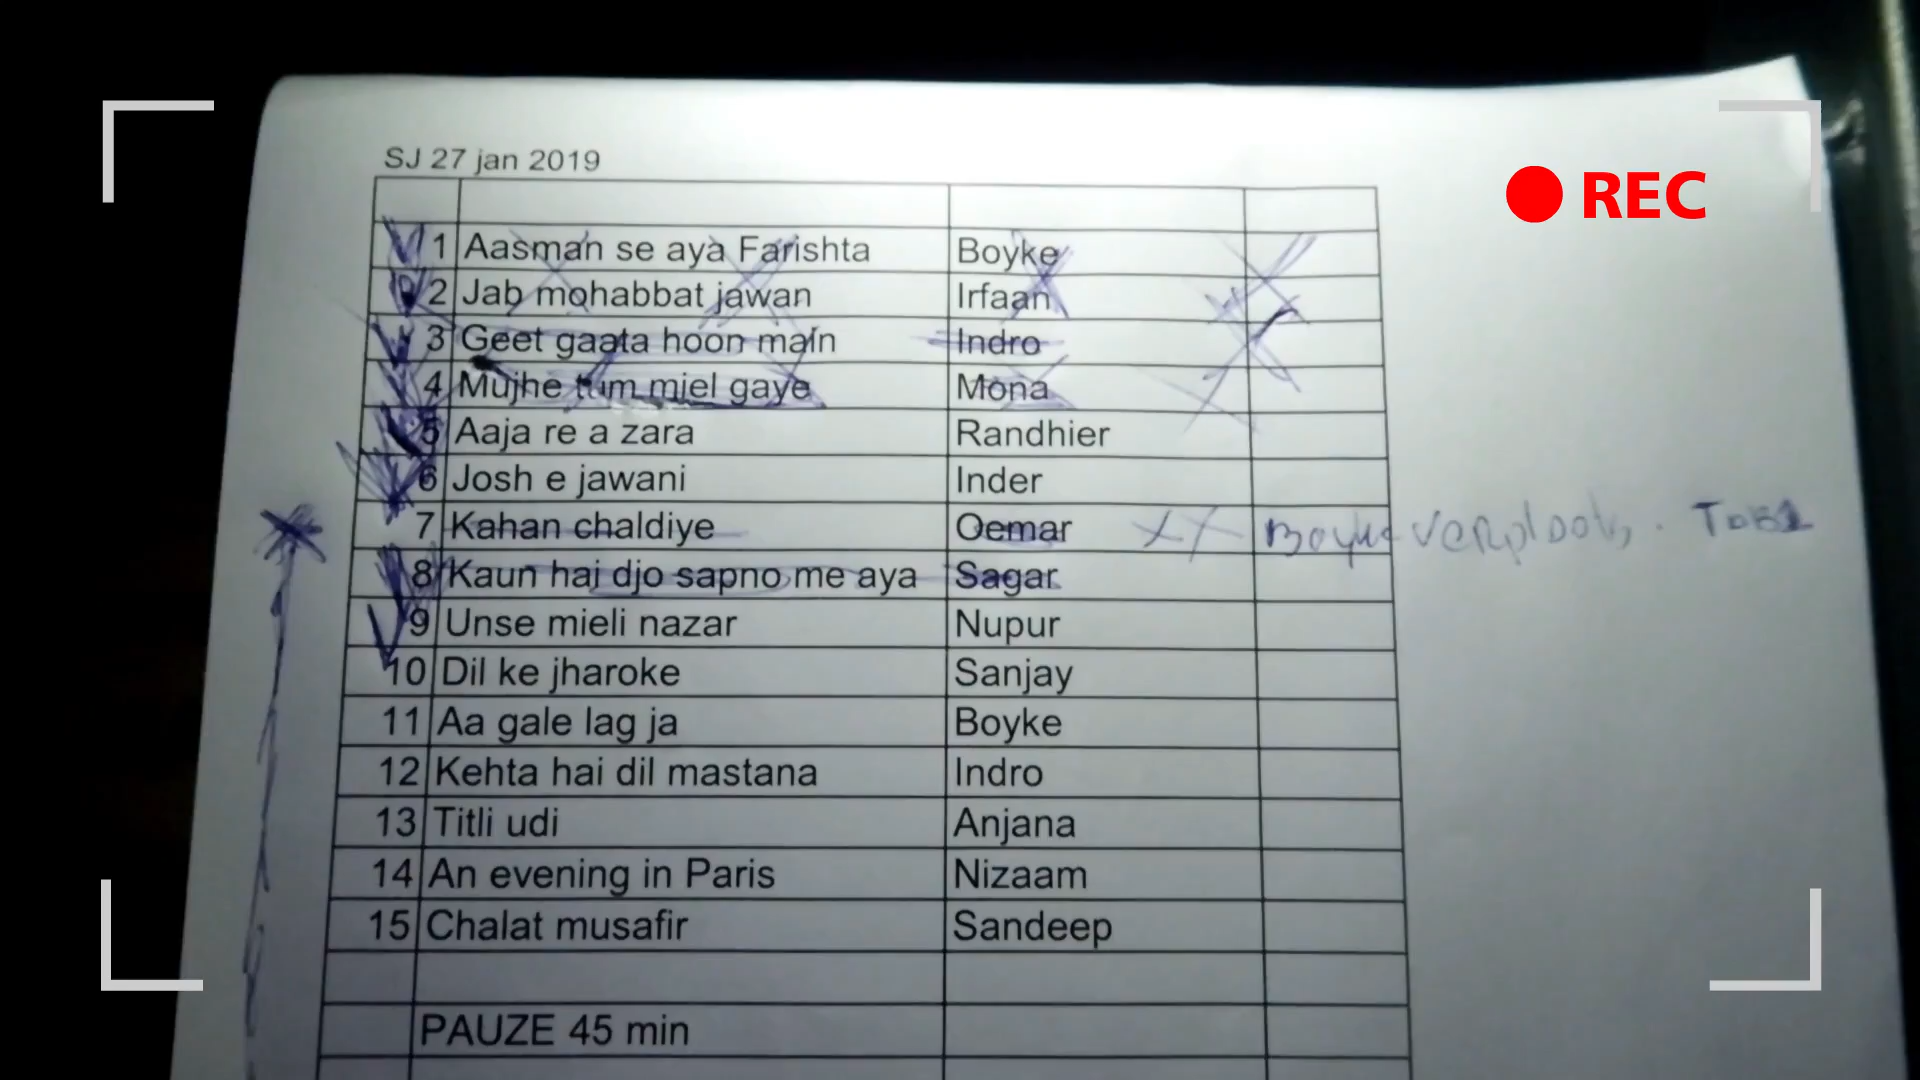 SJ 27 jan 2019
REC
1 Aasman se aya Farishta Boyke
2 Jab mohabbat jawan Irfaan
3 Geet gaata hoon main Indro
4 Mujhe tum miel gaye Mona
5 Aaja re a zara Randhier
6 Josh e jawani Inder
7 Kahan chaldiye Oemar XX Boyke
8 Kaun hai djo sapno me aya Sagar
9 Unse mieli nazar Nupur
10 Dil ke jharoke Sanjay
11 Aa gale lag ja Boyke
12 Kehta hai dil mastana Indro
13 Titli udi Anjana
14 An evening in Paris Nizaam
15 Chalat musafir Sandeep
PAUZE 45 min